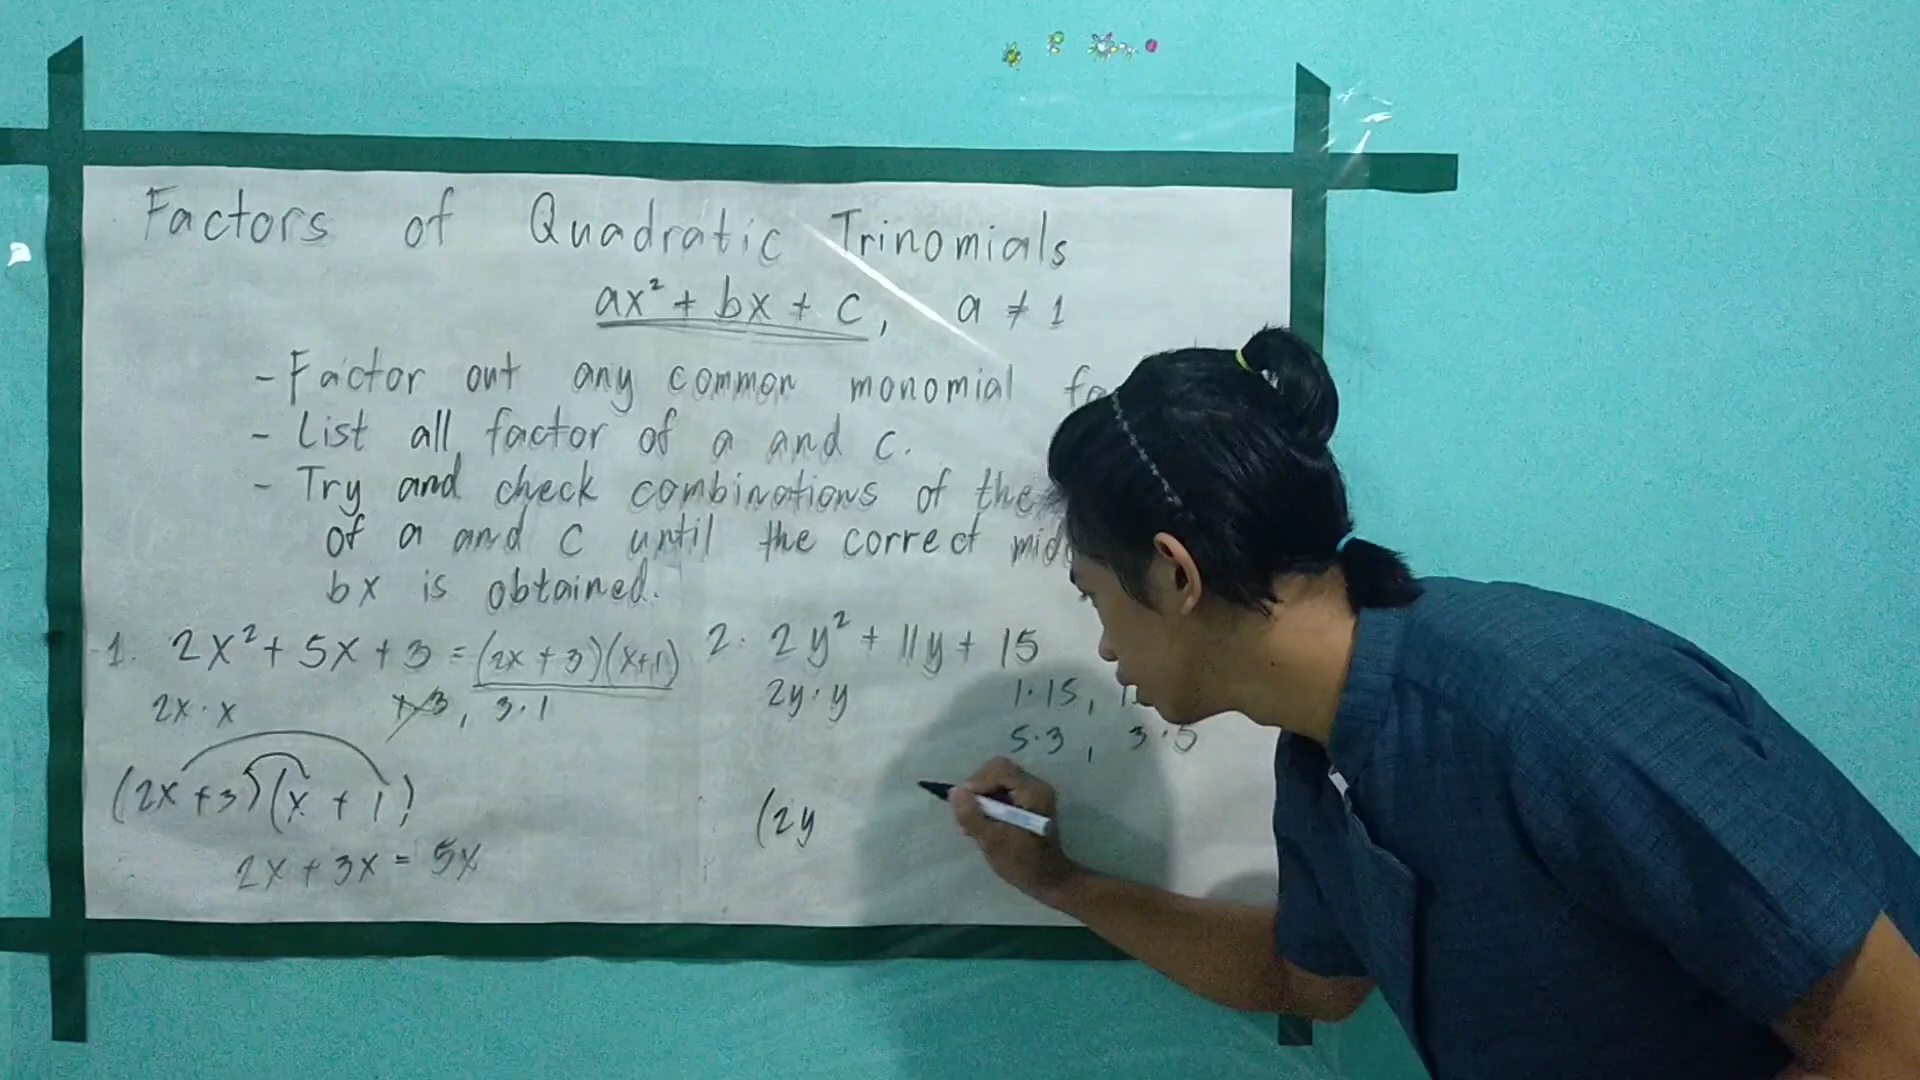 Factors of Quadratic Trinomials
ax² + bx + c, a ≠ 1
- Factor out any common monomial
- List all factor of a and c.
- Try and check combinations of the
of a and c until the correct
bx is obtained.
1. 2x² + 5x + 3 = (2x + 3)(x+1)
2x · x 1·3, 3·1
(2x + 3)(x + 1)
2x + 3x = 5x
2. 2y² + 11y + 15
2y · y 1·15,
5·3, 3·5
(2y